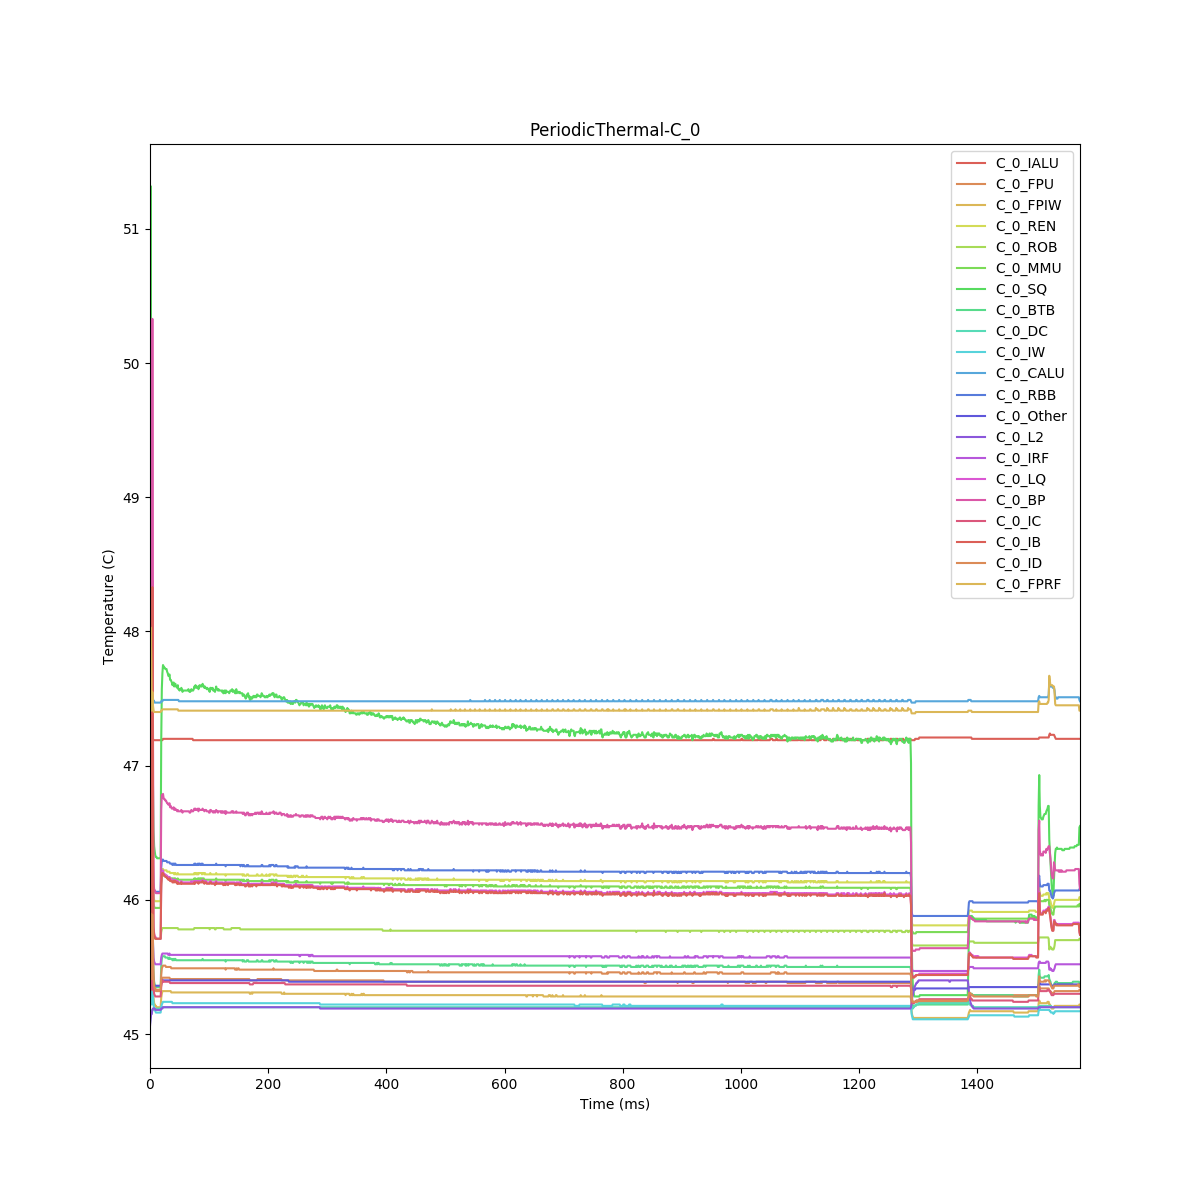 PeriodicThermal-C_0
C_0_IALU
C_0_FPU
C_0_FPIW
C_0_REN
C_0_ROB
C_0_MMU
C_0_SQ
C_0_BTB
C_0_DC
C_0_IW
C_0_CALU
C_0_RBB
C_0_Other
C_0_L2
C_0_IRF
C_0_LQ
C_0_BP
C_0_IC
C_0_IB
C_0_ID
C_0_FPRF
51
50
49
48
47
46
45
Temperature (C)
0 200 400 600 800 1000 1200 1400
Time (ms)